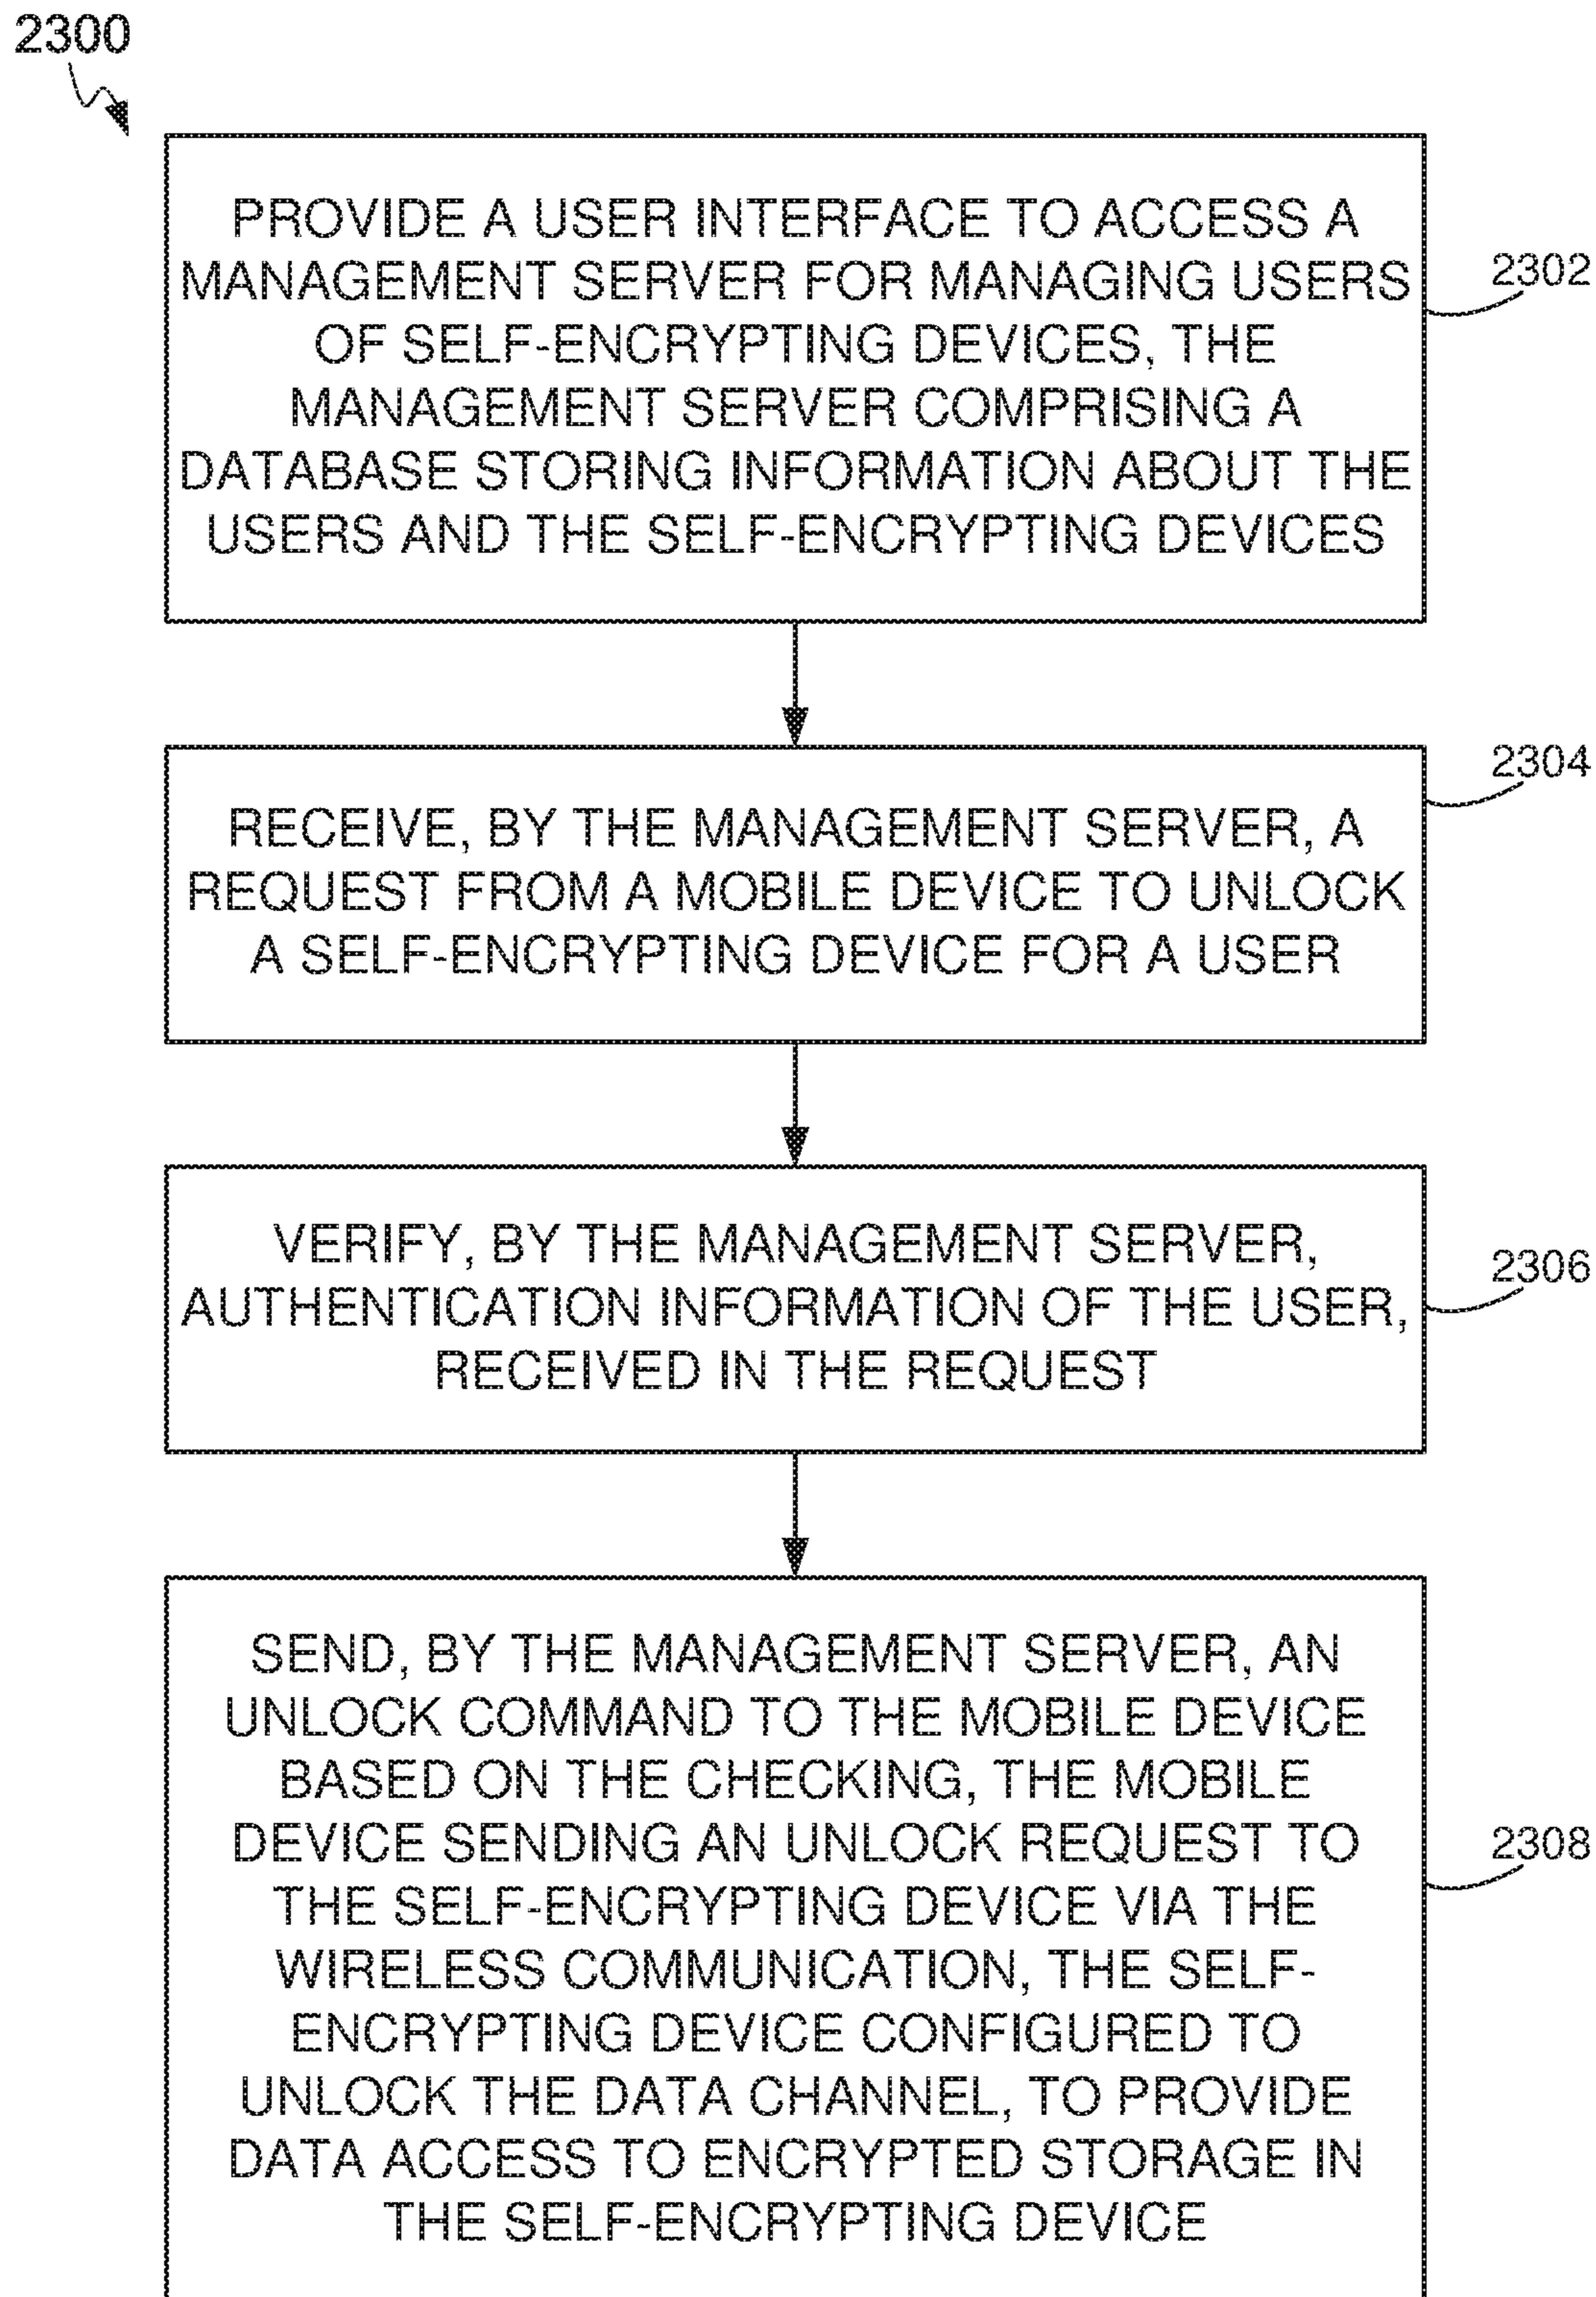 2300
PROVIDE A USER INTERFACE TO ACCESS A
MANAGEMENT SERVER FOR MANAGING USERS
OF SELF-ENCRYPTING DEVICES, THE
MANAGEMENT SERVER COMPRISING A
DATABASE STORING INFORMATION ABOUT THE
USERS AND THE SELF-ENCRYPTING DEVICES
2302
RECEIVE, BY THE MANAGEMENT SERVER, A
REQUEST FROM A MOBILE DEVICE TO UNLOCK
A SELF-ENCRYPTING DEVICE FOR A USER
2304
VERIFY, BY THE MANAGEMENT SERVER,
AUTHENTICATION INFORMATION OF THE USER,
RECEIVED IN THE REQUEST
2306
SEND, BY THE MANAGEMENT SERVER, AN
UNLOCK COMMAND TO THE MOBILE DEVICE
BASED ON THE CHECKING, THE MOBILE
DEVICE SENDING AN UNLOCK REQUEST TO
THE SELF-ENCRYPTING DEVICE VIA THE
WIRELESS COMMUNICATION, THE SELF-
ENCRYPTING DEVICE CONFIGURED TO
UNLOCK THE DATA CHANNEL, TO PROVIDE
DATA ACCESS TO ENCRYPTED STORAGE IN
THE SELF-ENCRYPTING DEVICE
2308